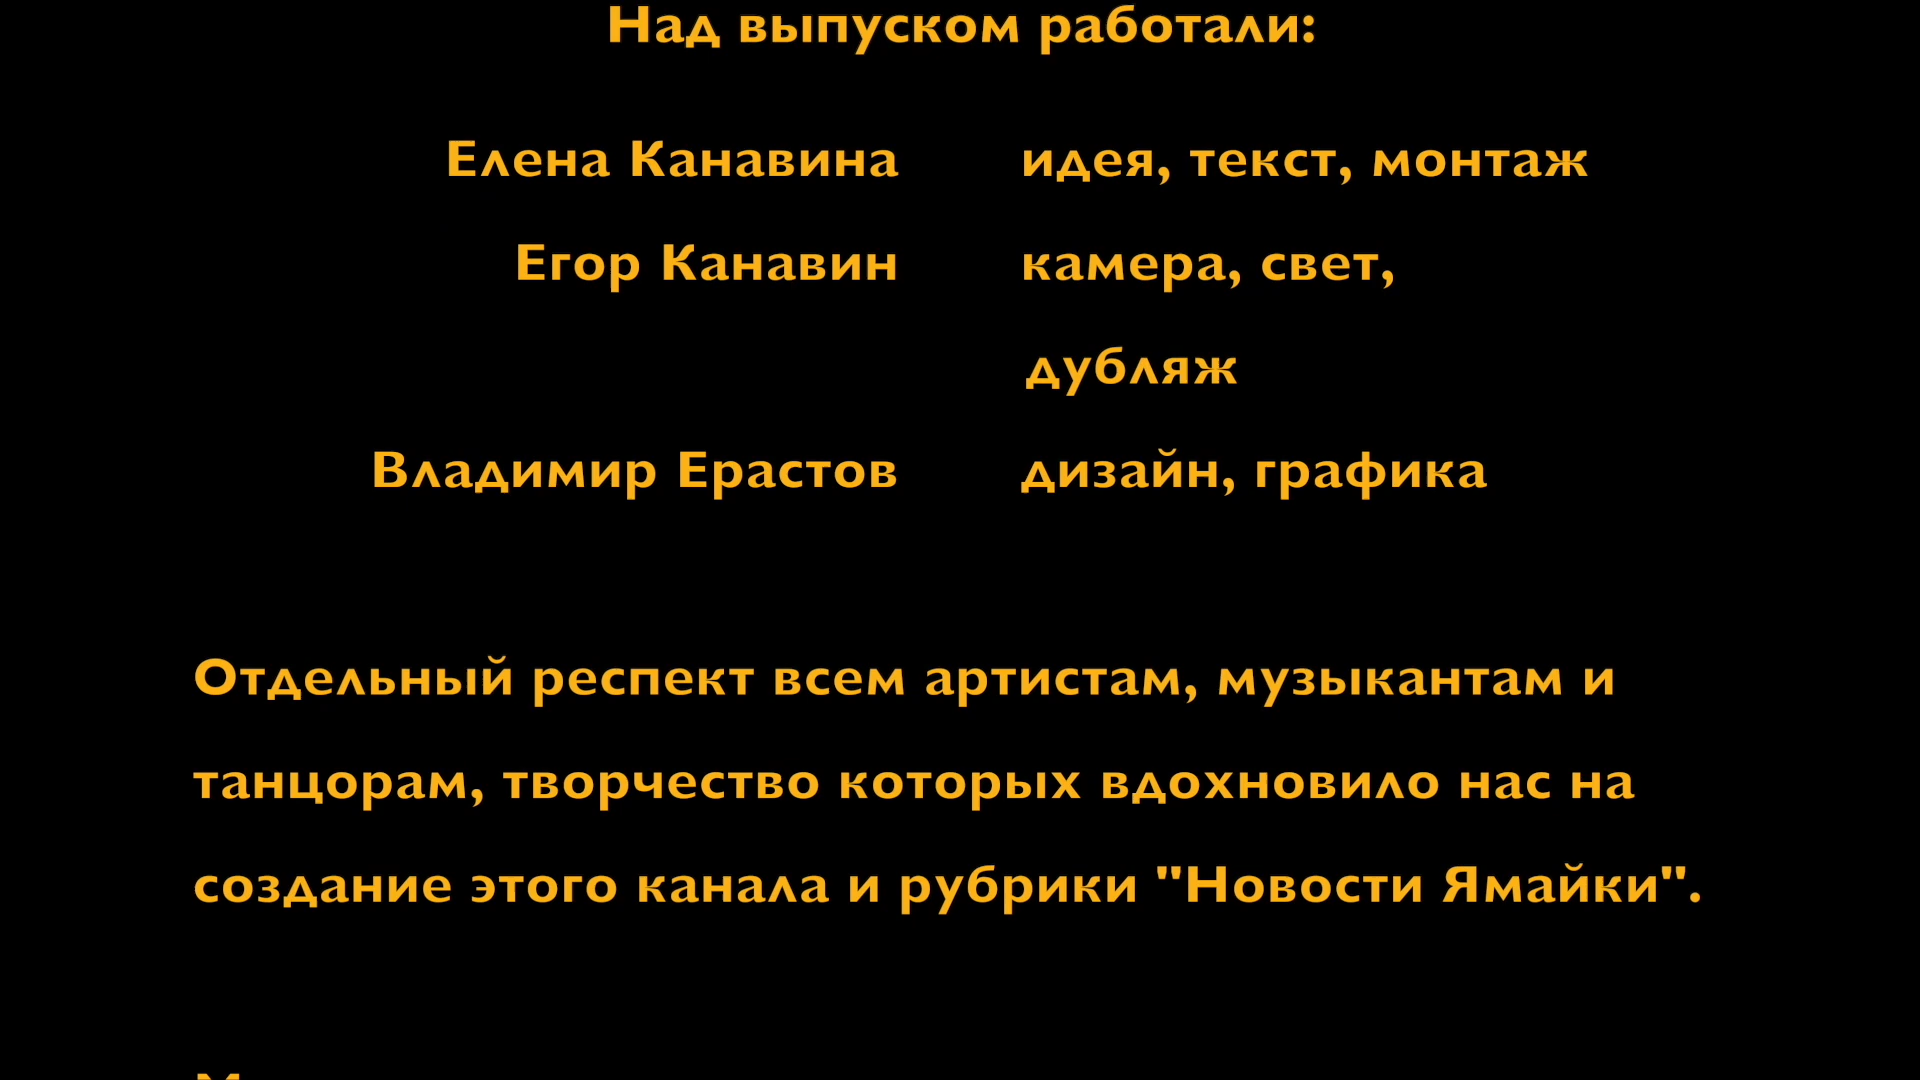 Над выпуском работали:
Елена Канавина идея, текст, монтаж
Егор Канавин камера, свет,
дубляж
Владимир Ерастов дизайн, графика
Отдельный респект всем артистам, музыкантам и
танцорам, творчество которых вдохновило нас на
создание этого канала и рубрики "Новости Ямайки".